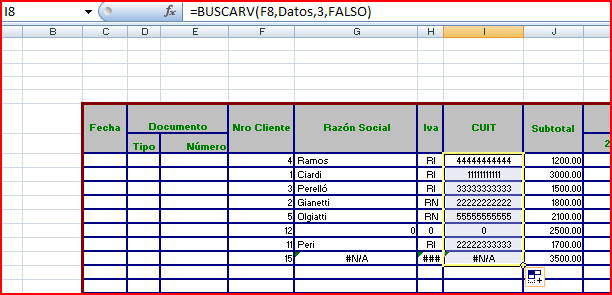 I8 =BUSCARV(F8,Datos,3,FALSO)
B C D E F G H I J
Fecha Documento Nro Cliente Razón Social Iva CUIT Subtotal
Tipo Número 2
4 Ramos RI 44444444444 1200.00
1 Ciardi RI 11111111111 3000.00
3 Perelló RI 33333333333 1500.00
2 Gianetti RN 22222222222 1800.00
5 Olgiatti RN 55555555555 2100.00
12 0 0 0 2500.00
11 Peri RI 22222333333 1700.00
15 #N/A ### #N/A 3500.00